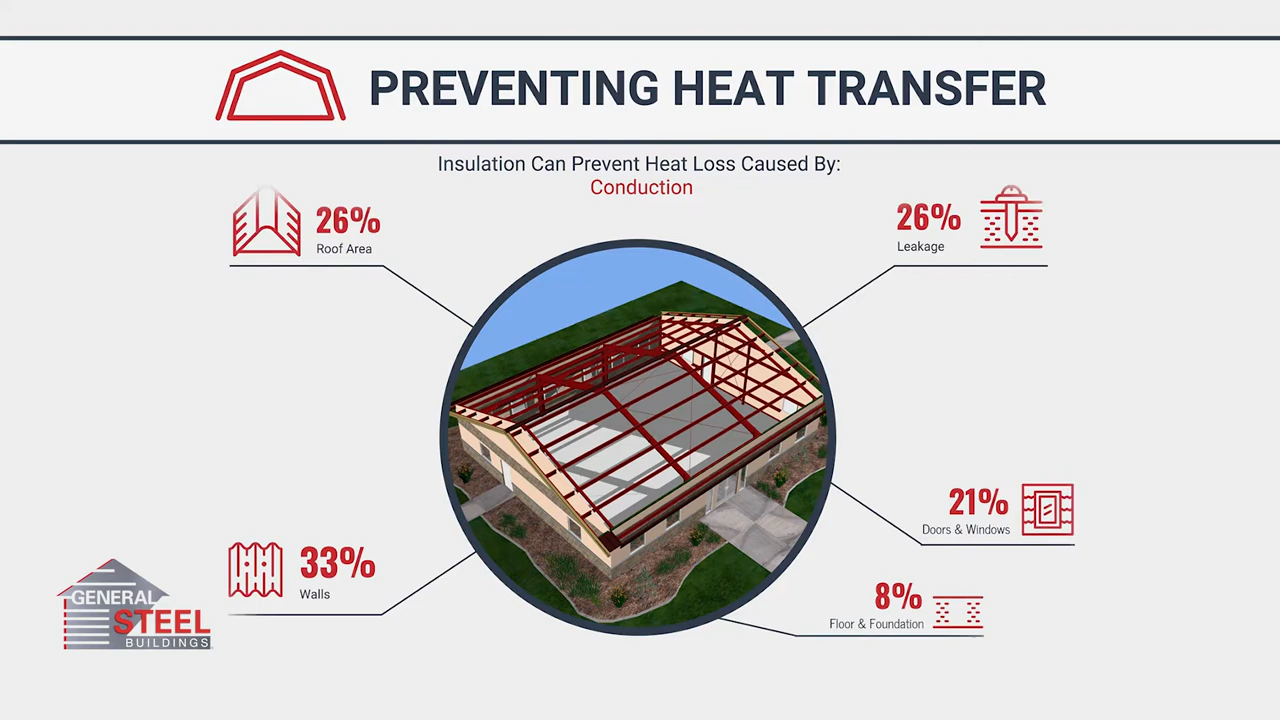 PREVENTING HEAT TRANSFER
Insulation Can Prevent Heat Loss Caused By:
Conduction
26%
Roof Area
26%
Leakage
33%
Walls
21%
Doors & Windows
8%
Floor & Foundation
GENERAL
STEEL
BUILDINGS